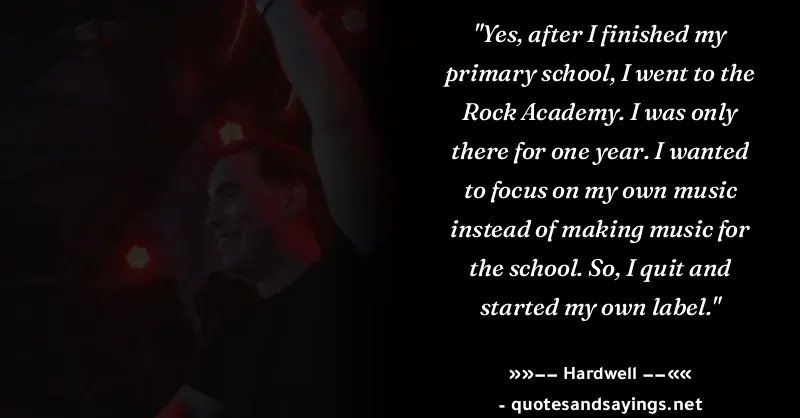 "Yes, after I finished my
primary school, I went to the
Rock Academy. I was only
there for one year. I wanted
to focus on my own music
instead of making music for
the school. So, I quit and
started my own label."
»»—— Hardwell ——««
- quotesandsayings.net